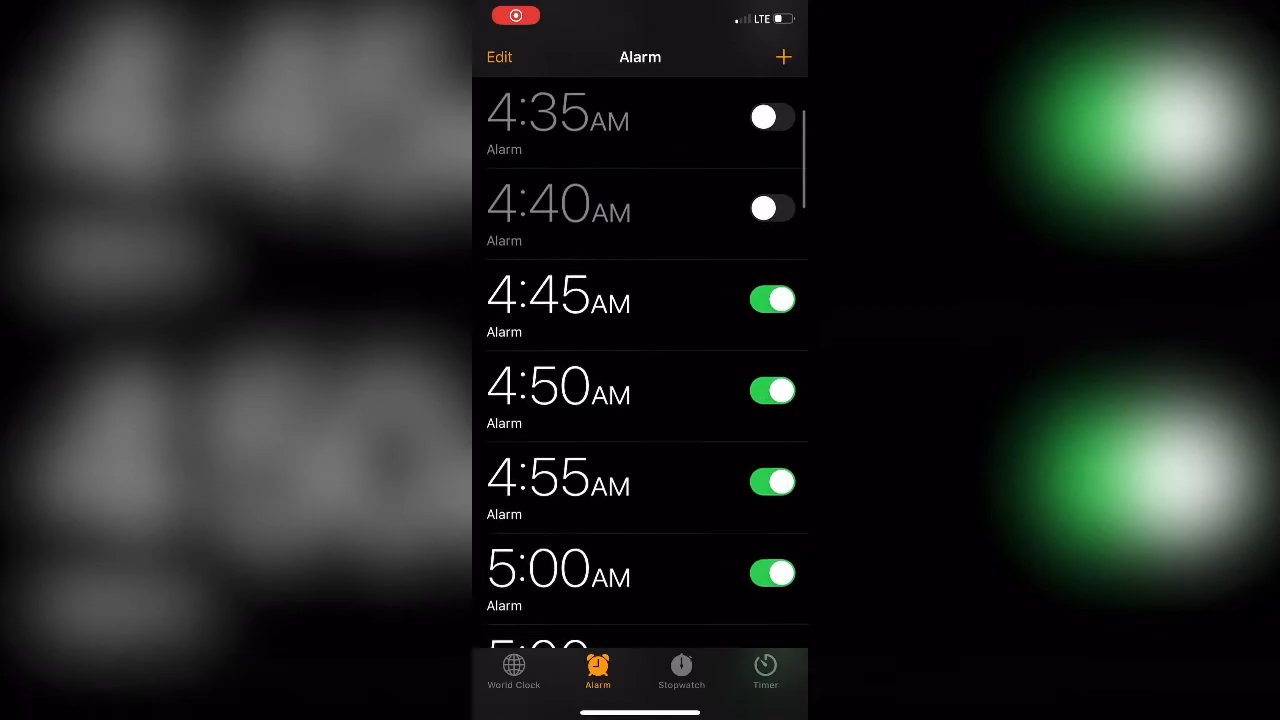 LTE
Edit Alarm +
4:35AM
Alarm
4:40AM
Alarm
4:45AM
Alarm
4:50AM
Alarm
4:55AM
Alarm
5:00AM
Alarm
World Clock Alarm Stopwatch Timer